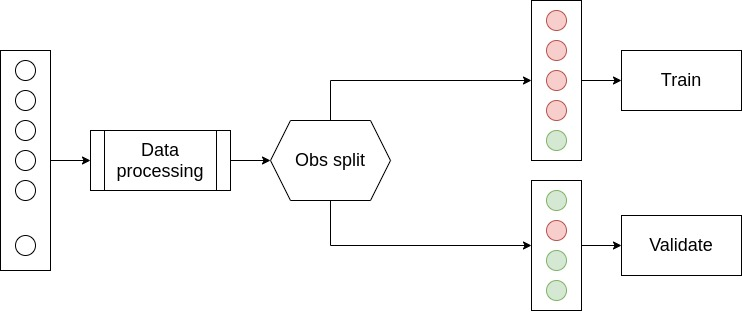 Data
processing
Obs split
Train
Validate